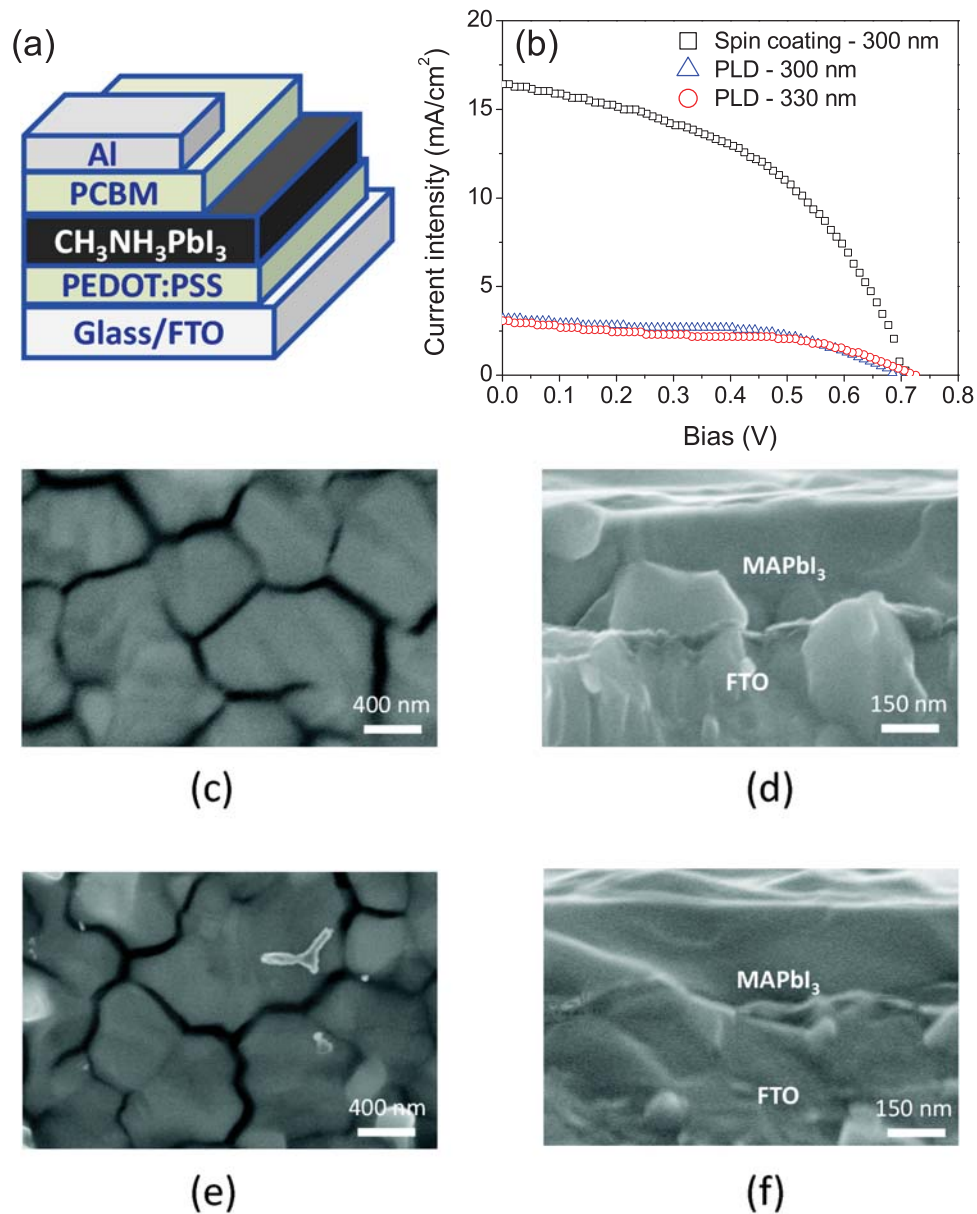 (a)
Al
PCBM
CH₃NH₃PbI₃
PEDOT:PSS
Glass/FTO
(b)
Spin coating - 300 nm
PLD - 300 nm
PLD - 330 nm
Current intensity (mA/cm²)
20
15
10
5
0
0.0 0.1 0.2 0.3 0.4 0.5 0.6 0.7 0.8
Bias (V)
400 nm
(c)
MAPbI₃
FTO
150 nm
(d)
400 nm
(e)
MAPbI₃
FTO
150 nm
(f)